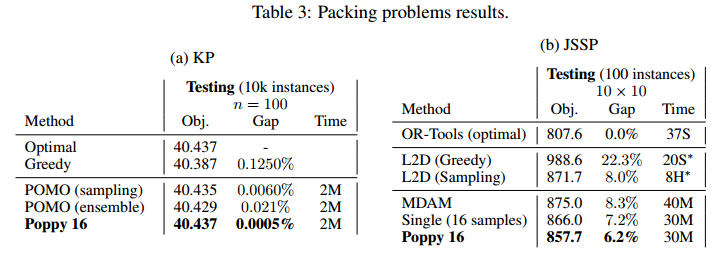 Table 3: Packing problems results.
(a) KP
Testing (10k instances)
n = 100
Method Obj. Gap Time
Optimal 40.437 -
Greedy 40.387 0.1250%
POMO (sampling) 40.435 0.0060% 2M
POMO (ensemble) 40.429 0.021% 2M
Poppy 16 40.437 0.0005% 2M
(b) JSSP
Testing (100 instances)
10 × 10
Method Obj. Gap Time
OR-Tools (optimal) 807.6 0.0% 37S
L2D (Greedy) 988.6 22.3% 20S*
L2D (Sampling) 871.7 8.0% 8H*
MDAM 875.0 8.3% 40M
Single (16 samples) 866.0 7.2% 30M
Poppy 16 857.7 6.2% 30M